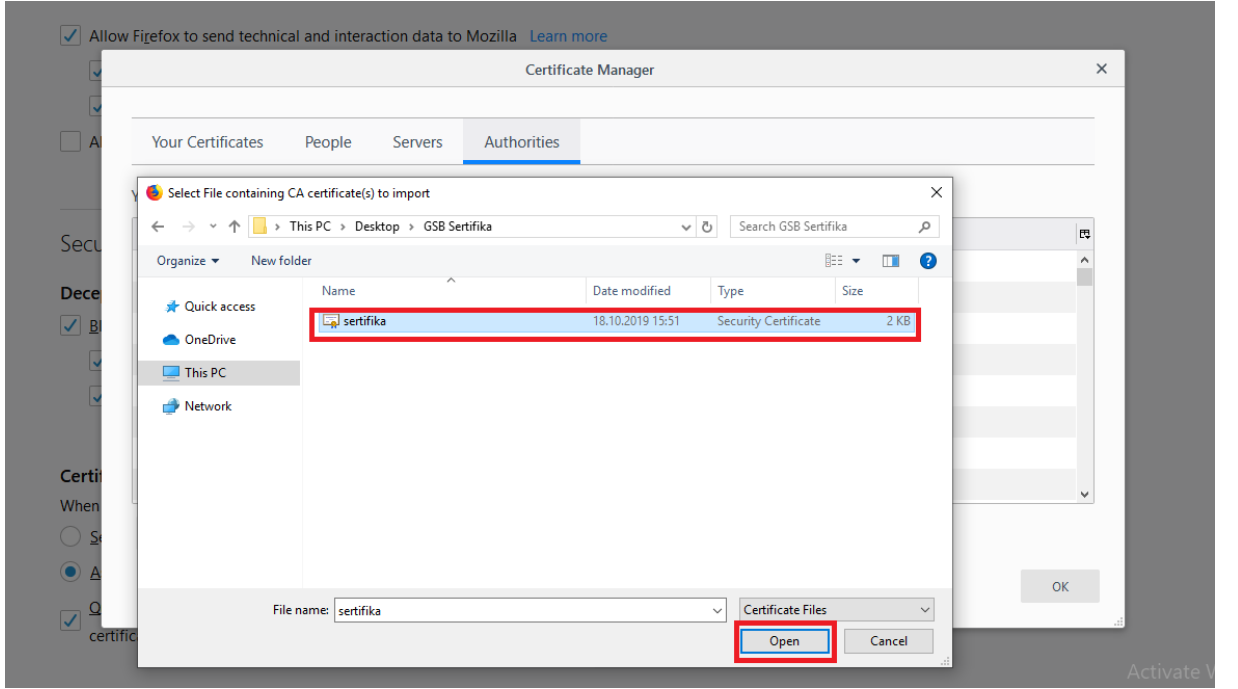 Allow Firefox to send technical and interaction data to Mozilla Learn more
Certificate Manager
Your Certificates People Servers Authorities
Select File containing CA certificate(s) to import
This PC > Desktop > GSB Sertifika
Search GSB Sertifika
Organize New folder
Name Date modified Type Size
Quick access
sertifika 18.10.2019 15:51 Security Certificate 2 KB
OneDrive
This PC
Network
Secu
Dece
Bl
Certif
When
Se
A
OK
File name: sertifika Certificate Files
Open Cancel
certific
Activate W